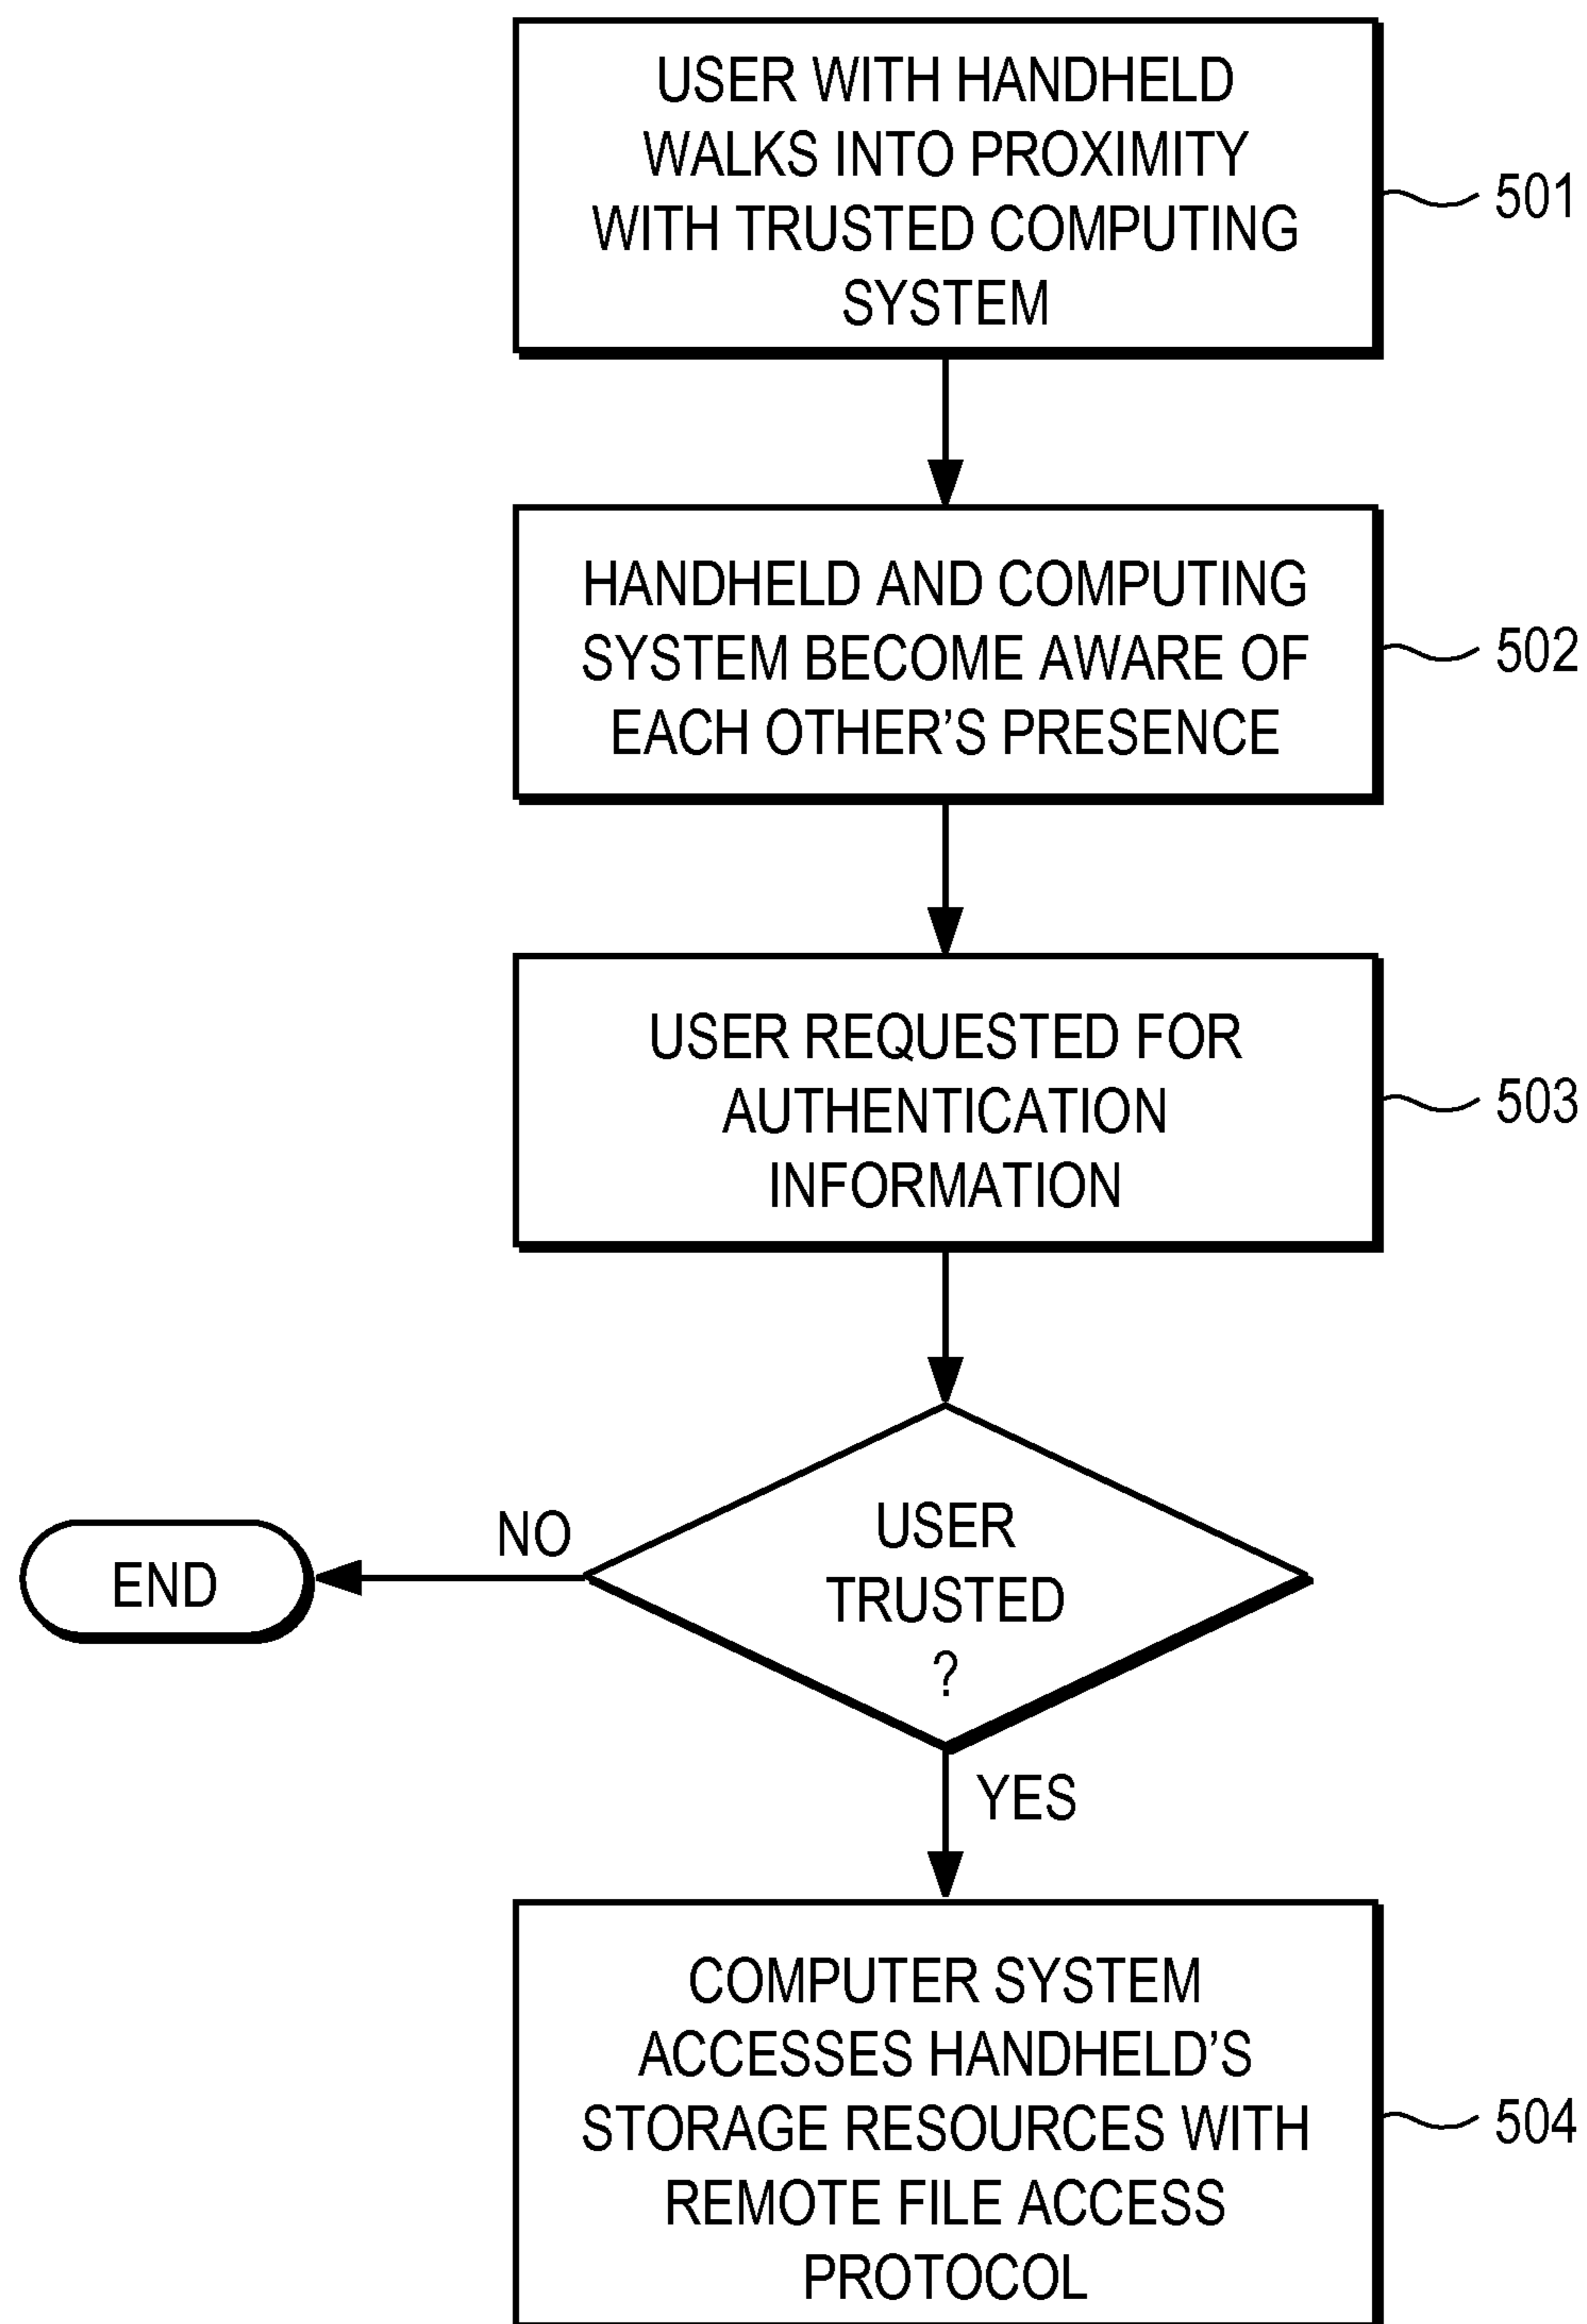 USER WITH HANDHELD
WALKS INTO PROXIMITY
WITH TRUSTED COMPUTING
SYSTEM
501
HANDHELD AND COMPUTING
SYSTEM BECOME AWARE OF
EACH OTHER’S PRESENCE
502
USER REQUESTED FOR
AUTHENTICATION
INFORMATION
503
USER
TRUSTED
?
NO
END
YES
COMPUTER SYSTEM
ACCESSES HANDHELD’S
STORAGE RESOURCES WITH
REMOTE FILE ACCESS
PROTOCOL
504